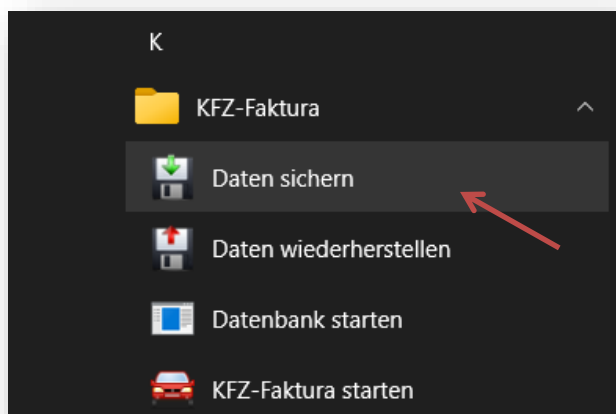 K
KFZ-Faktura
Daten sichern
Daten wiederherstellen
Datenbank starten
KFZ-Faktura starten